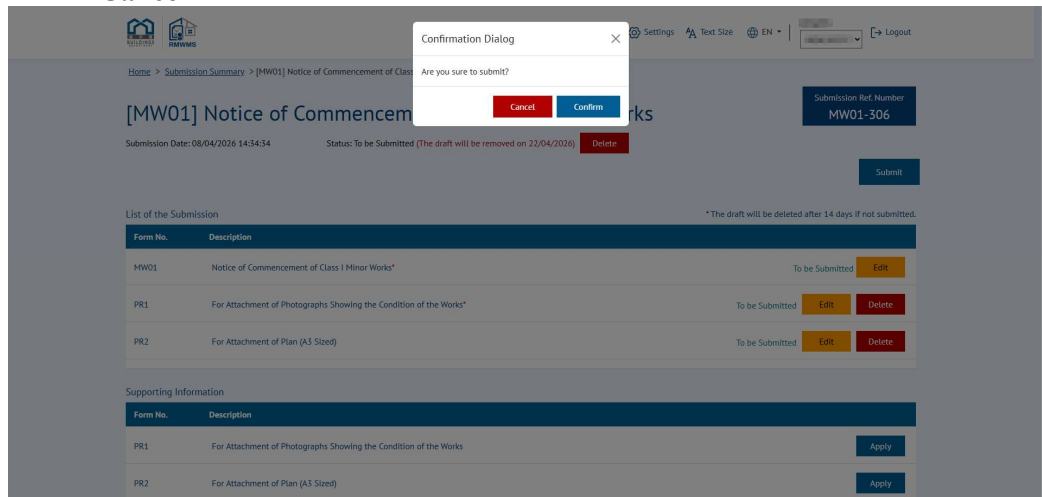 BUILDINGS
DEPARTMENT
RMWMS
Settings
Text Size
EN
Logout
Confirmation Dialog
Are you sure to submit?
Cancel
Confirm
Home > Submission Summary > [MW01] Notice of Commencement of Class
[MW01] Notice of Commencem
rks
Submission Ref. Number
MW01-306
Submission Date: 08/04/2026 14:34:34
Status: To be Submitted (The draft will be removed on 22/04/2026)
Delete
Submit
List of the Submission
* The draft will be deleted after 14 days if not submitted.
Form No. Description
MW01 Notice of Commencement of Class I Minor Works* To be Submitted Edit
PR1 For Attachment of Photographs Showing the Condition of the Works* To be Submitted Edit Delete
PR2 For Attachment of Plan (A3 Sized) To be Submitted Edit Delete
Supporting Information
Form No. Description
PR1 For Attachment of Photographs Showing the Condition of the Works Apply
PR2 For Attachment of Plan (A3 Sized) Apply